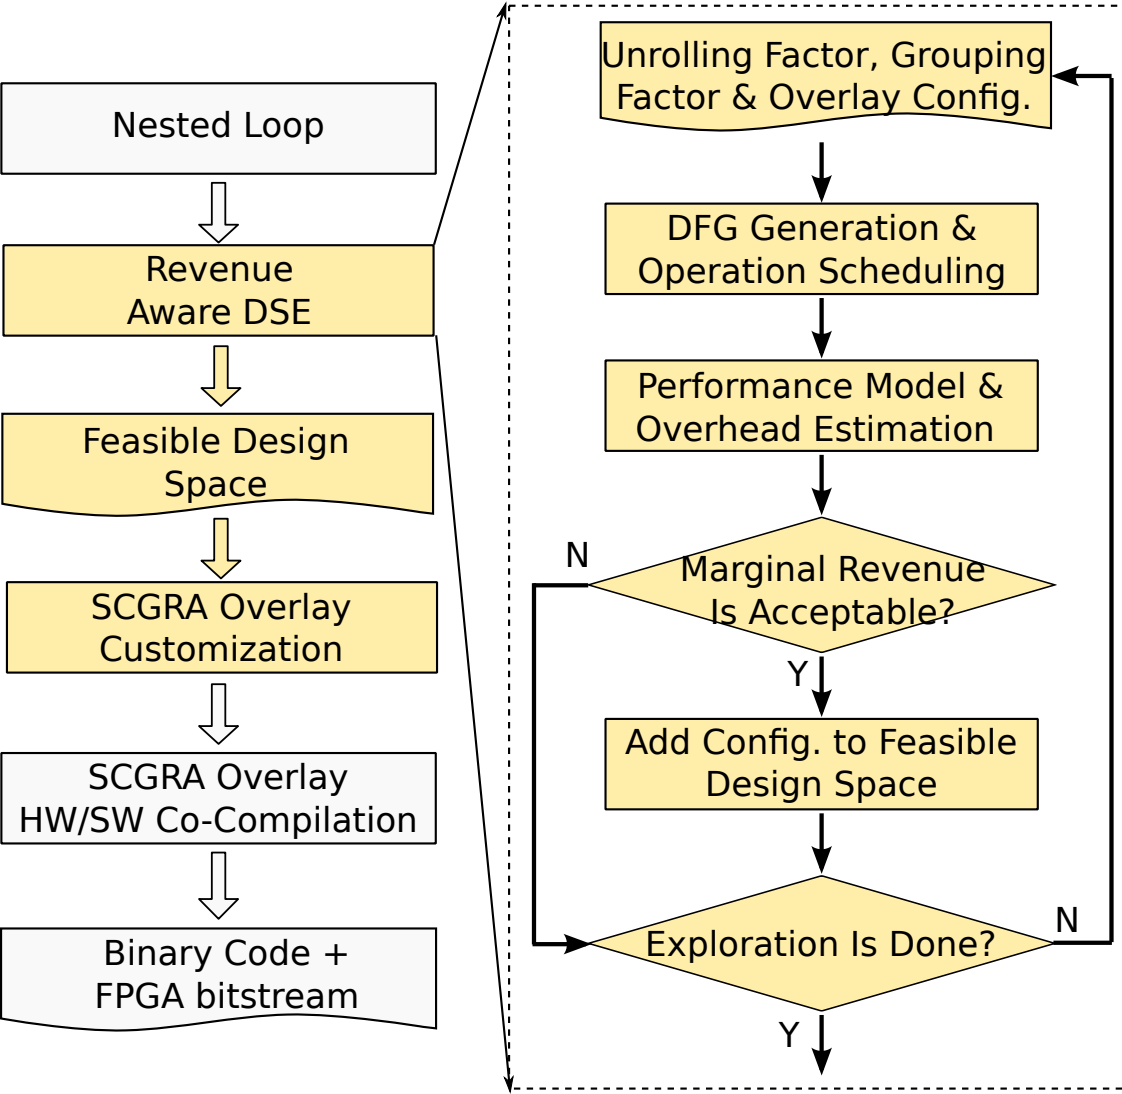 Nested Loop
Revenue
Aware DSE
Feasible Design
Space
SCGRA Overlay
Customization
SCGRA Overlay
HW/SW Co-Compilation
Binary Code +
FPGA bitstream
Unrolling Factor, Grouping
Factor & Overlay Config.
DFG Generation &
Operation Scheduling
Performance Model &
Overhead Estimation
N
Marginal Revenue
Is Acceptable?
Y
Add Config. to Feasible
Design Space
N
Exploration Is Done?
Y